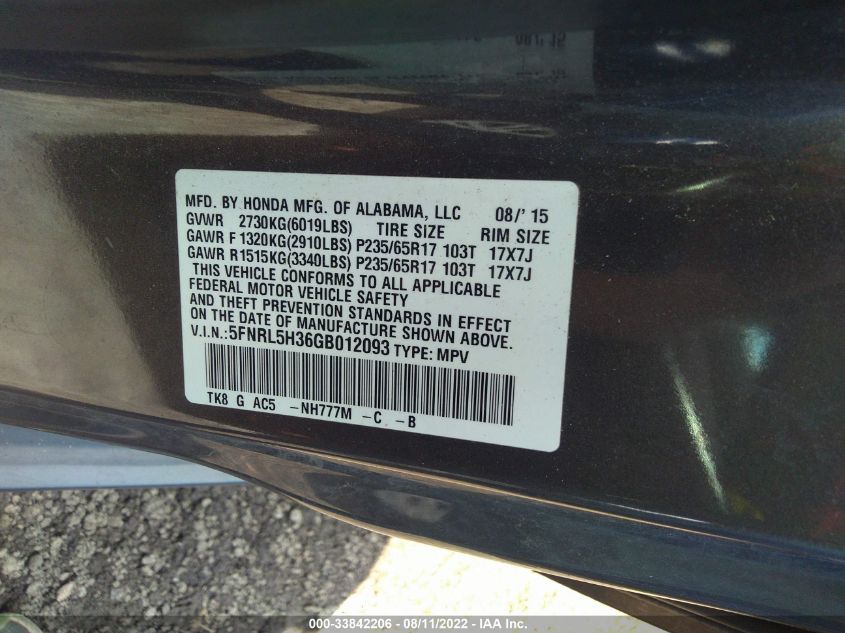 MFD. BY HONDA MFG. OF ALABAMA, LLC 08/' 15
GVWR 2730KG(6019LBS) TIRE SIZE RIM SIZE
GAWR F 1320KG(2910LBS) P235/65R17 103T 17X7J
GAWR R1515KG(3340LBS) P235/65R17 103T 17X7J
THIS VEHICLE CONFORMS TO ALL APPLICABLE
FEDERAL MOTOR VEHICLE SAFETY
AND THEFT PREVENTION STANDARDS IN EFFECT
ON THE DATE OF MANUFACTURE SHOWN ABOVE.
V.I.N.:5FNRL5H36GB012093 TYPE: MPV
TK8 G AC5 -NH777M -C -B
000-33842206 - 08/11/2022 - IAA Inc.